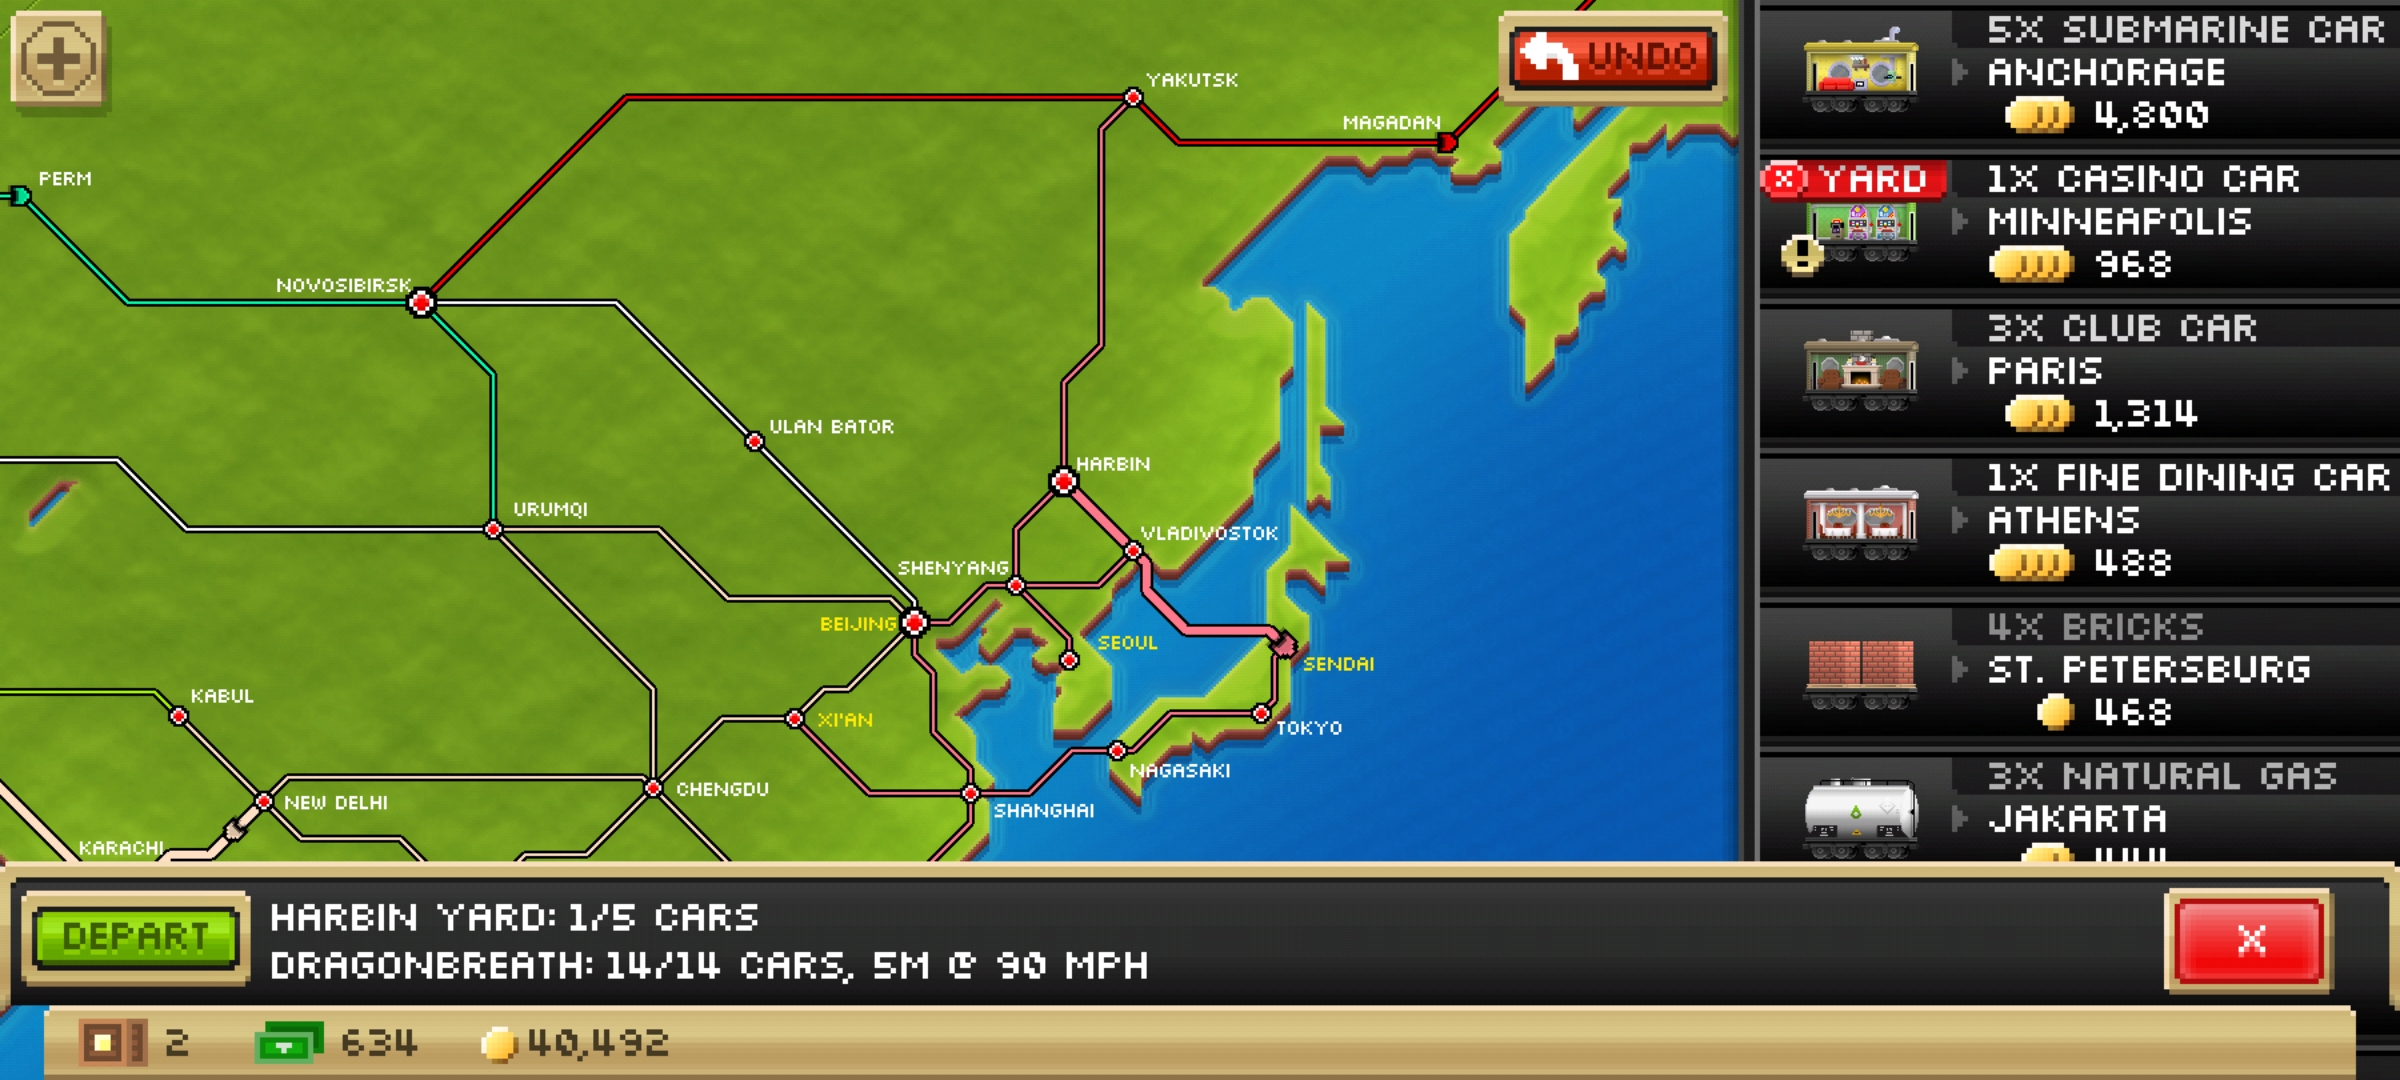 UNDO
YAKUTSK
MAGADAN
PERM
NOVOSIBIRSK
ULAN BATOR
HARBIN
URUMQI
VLADIVOSTOK
SHENYANG
BEIJING
SEOUL
SENDAI
KABUL
XI'AN
TOKYO
NAGASAKI
CHENGDU
NEW DELHI
SHANGHAI
KARACHI
5X SUBMARINE CAR
ANCHORAGE
4,800
YARD
1X CASINO CAR
MINNEAPOLIS
968
3X CLUB CAR
PARIS
1,314
1X FINE DINING CAR
ATHENS
488
4X BRICKS
ST. PETERSBURG
468
3X NATURAL GAS
JAKARTA
DEPART
HARBIN YARD: 1/5 CARS
DRAGONBREATH: 14/14 CARS, 5M @ 90 MPH
X
2
634
40,492